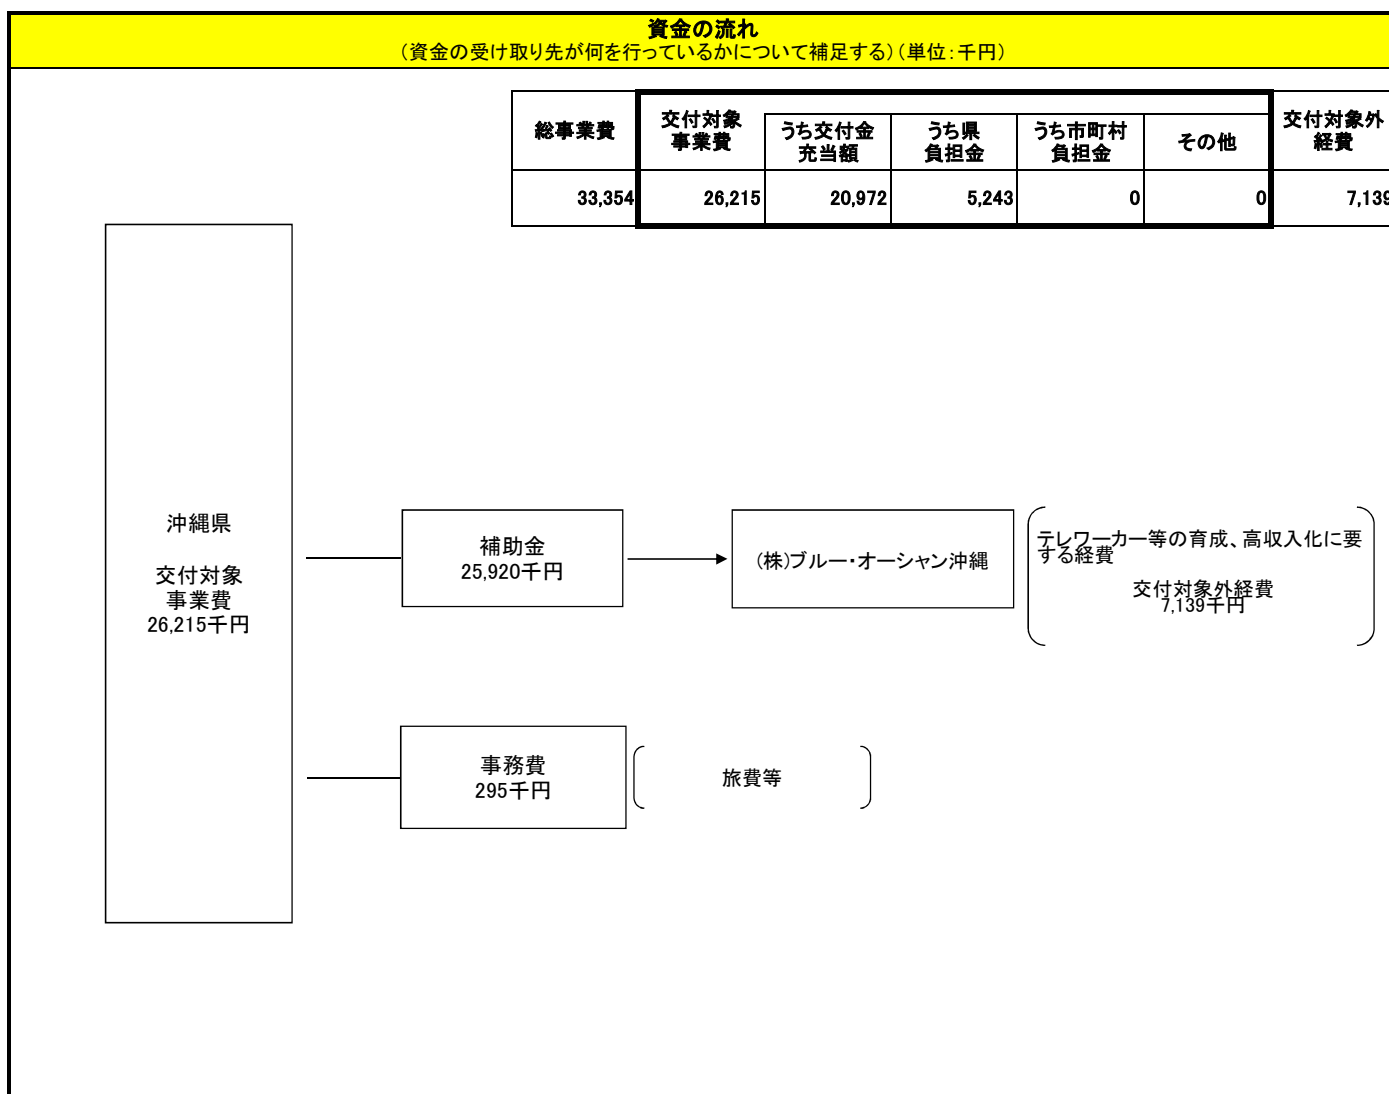 資金の流れ
（資金の受け取り先が何を行っているかについて補足する）（単位：千円）
総事業費
交付対象
事業費
うち交付金
充当額
うち県
負担金
うち市町村
負担金
その他
交付対象外
経費
33,354 26,215 20,972 5,243 0 0 7,139
沖縄県
交付対象
事業費
26,215千円
補助金
25,920千円
(株)ブルー・オーシャン沖縄
テレワーカー等の育成、高収入化に要
する経費
交付対象外経費
7,139千円
事務費
295千円
旅費等